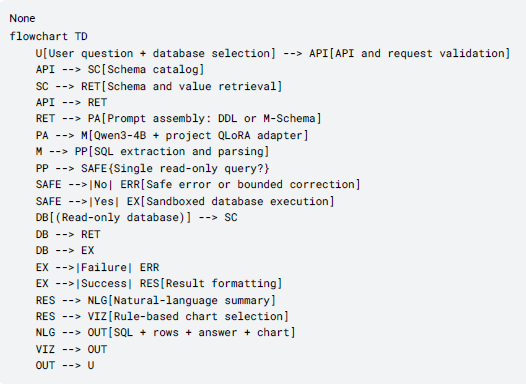 None
flowchart TD
    U[User question + database selection] --> API[API and request validation]
    API --> SC[Schema catalog]
    SC --> RET[Schema and value retrieval]
    API --> RET
    RET --> PA[Prompt assembly: DDL or M-Schema]
    PA --> M[Qwen3-4B + project QLoRA adapter]
    M --> PP[SQL extraction and parsing]
    PP --> SAFE{Single read-only query?}
    SAFE -->|No| ERR[Safe error or bounded correction]
    SAFE -->|Yes| EX[Sandboxed database execution]
    DB[(Read-only database)] --> SC
    DB --> RET
    DB --> EX
    EX -->|Failure| ERR
    EX -->|Success| RES[Result formatting]
    RES --> NLG[Natural-language summary]
    RES --> VIZ[Rule-based chart selection]
    NLG --> OUT[SQL + rows + answer + chart]
    VIZ --> OUT
    OUT --> U